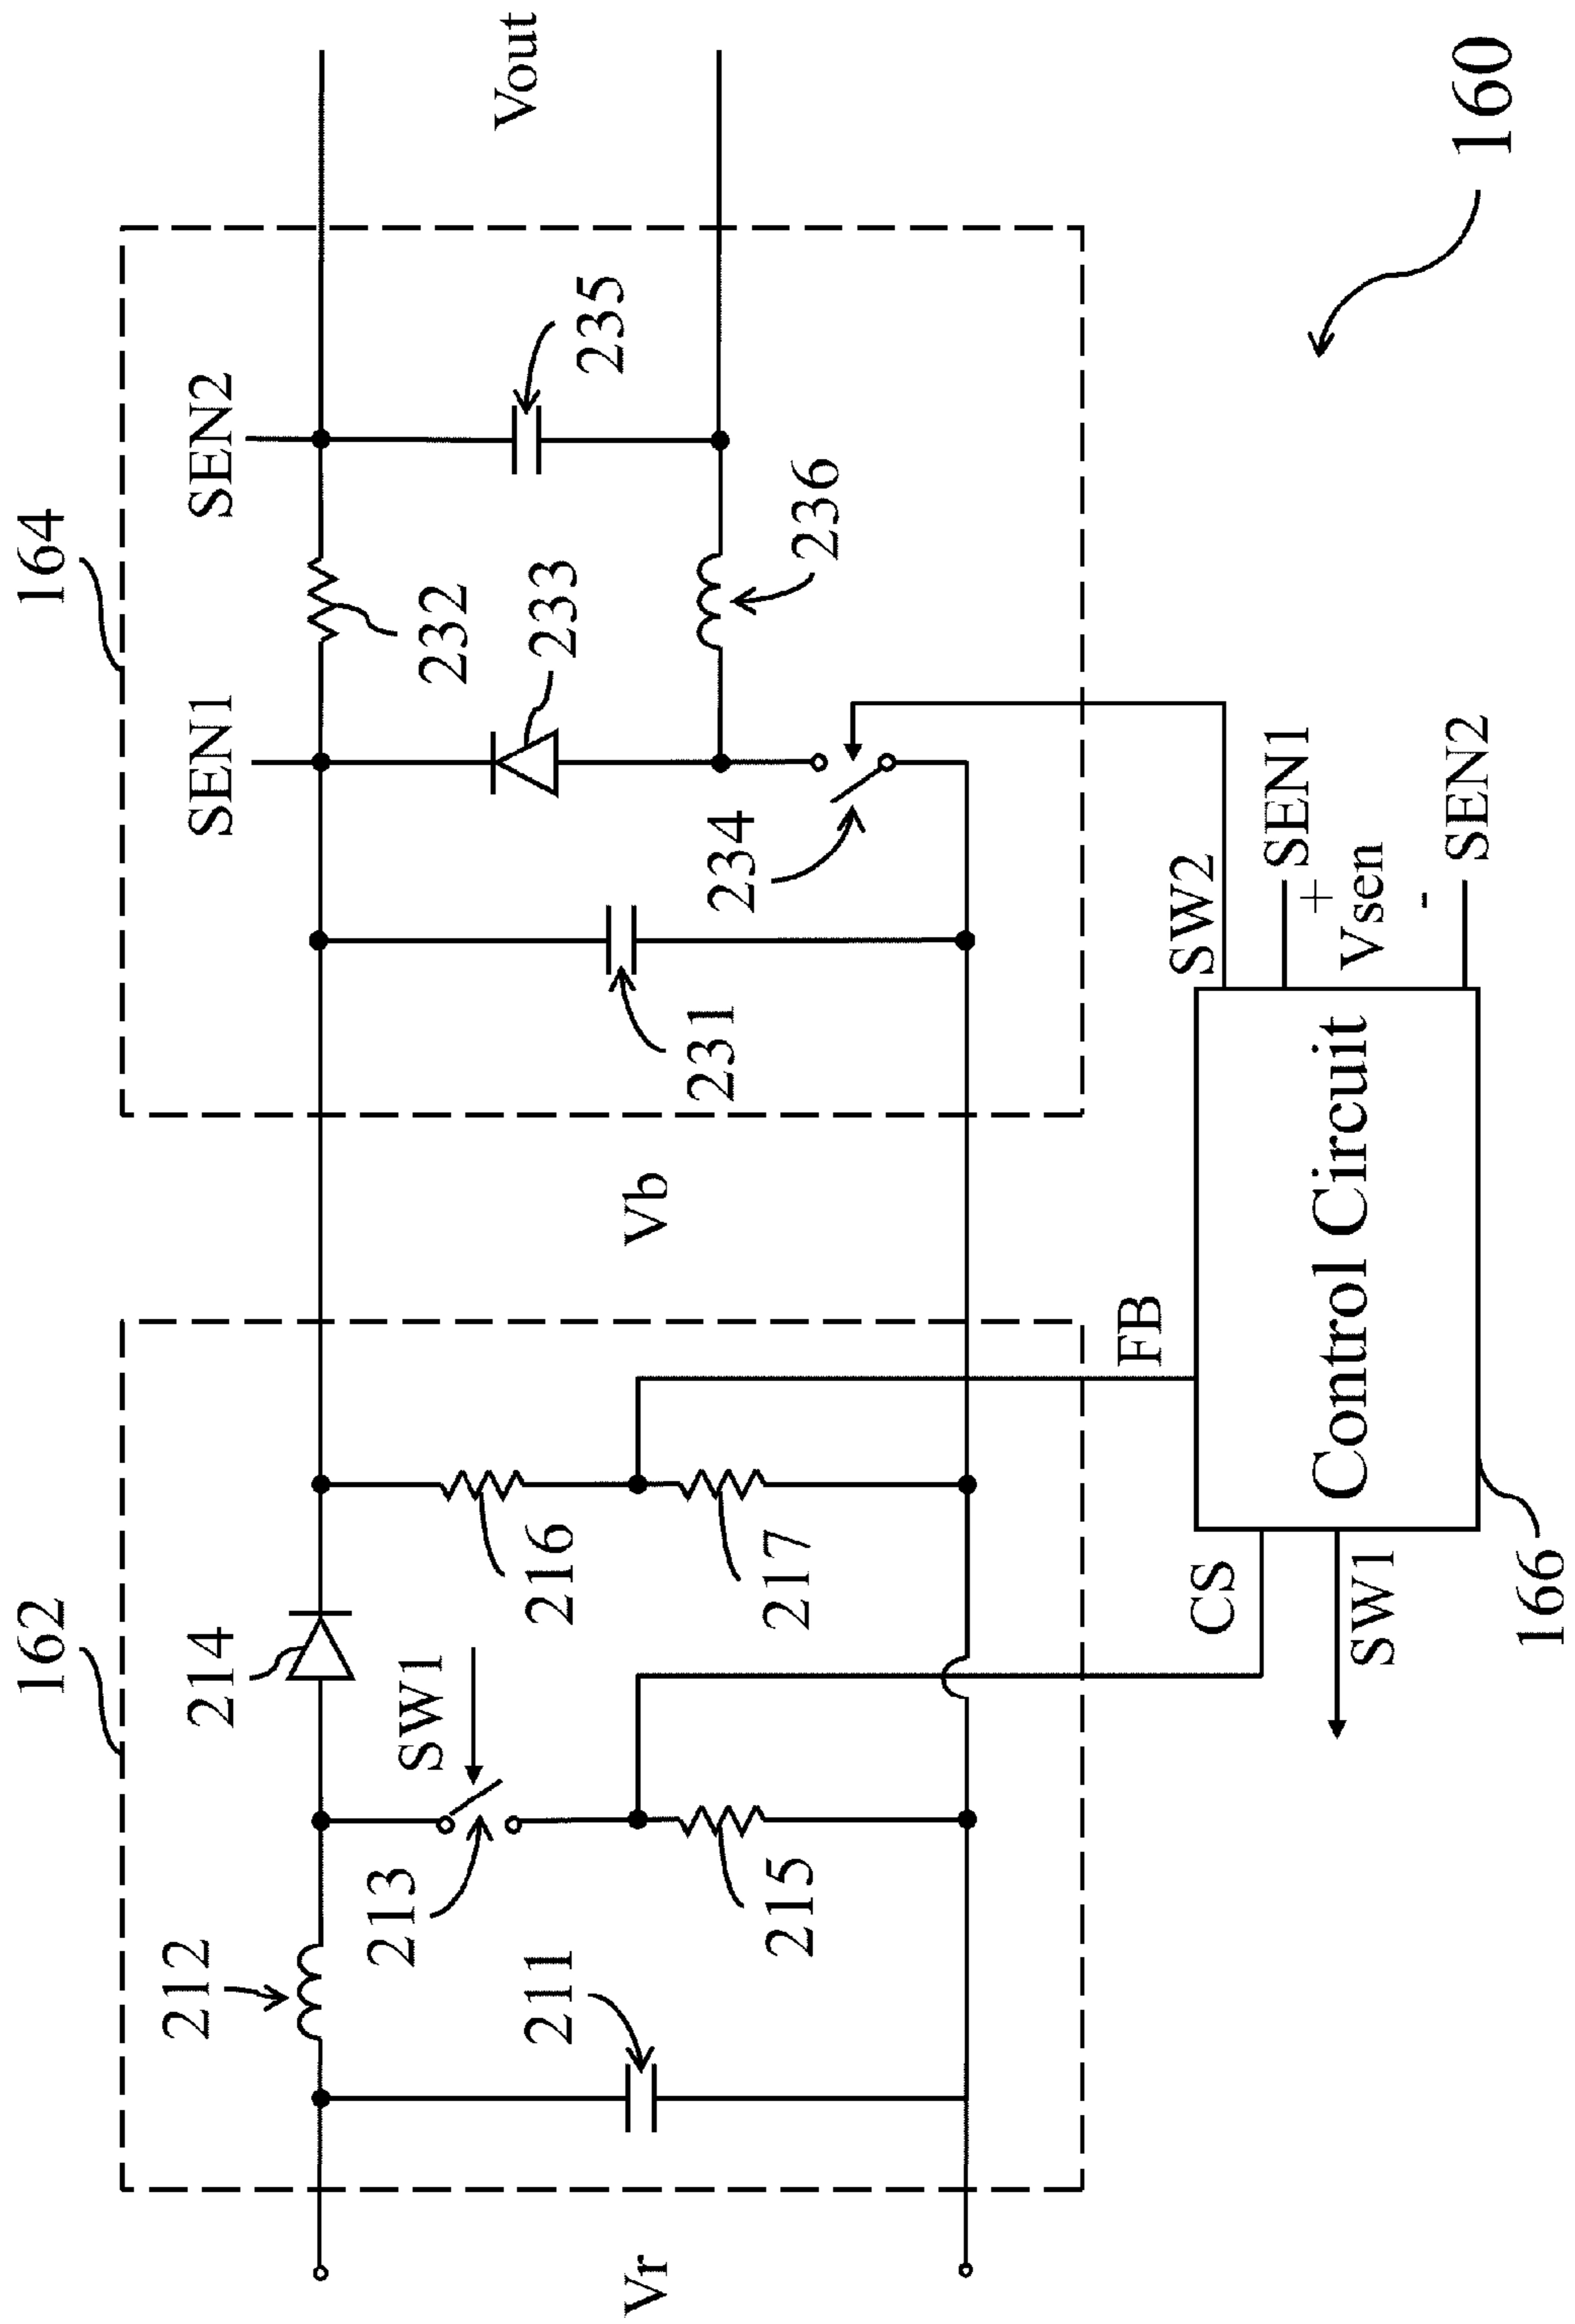 162
164
212
214
SEN1
SEN2
SW1
213
232
233
235
Vout
211
216
Vr
Vb
231
234
236
215
217
FB
SW2
CS
SEN1
+
Vsen
-
SEN2
Control Circuit
SW1
166
160